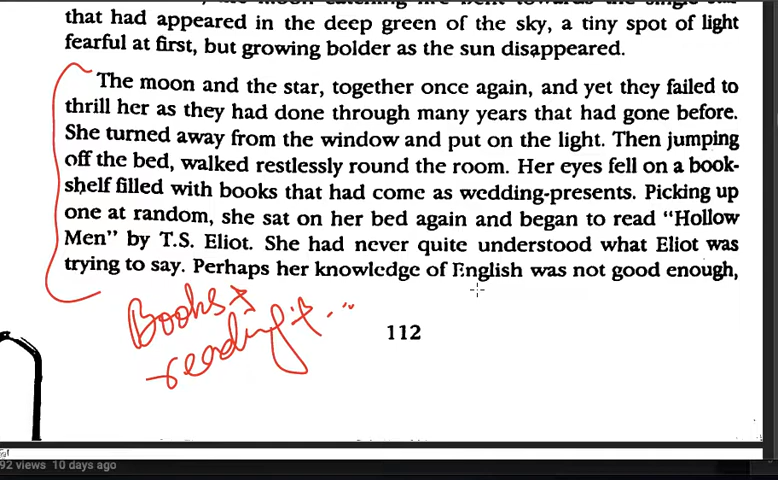 that had appeared in the deep green of the sky, a tiny spot of light
fearful at first, but growing bolder as the sun disappeared.
The moon and the star, together once again, and yet they failed to
thrill her as they had done through many years that had gone before.
She turned away from the window and put on the light. Then jumping
off the bed, walked restlessly round the room. Her eyes fell on a book-
shelf filled with books that had come as wedding-presents. Picking up
one at random, she sat on her bed again and began to read “Hollow
Men” by T.S. Eliot. She had never quite understood what Eliot was
trying to say. Perhaps her knowledge of English was not good enough,
Books
reading
112
92 views 10 days ago